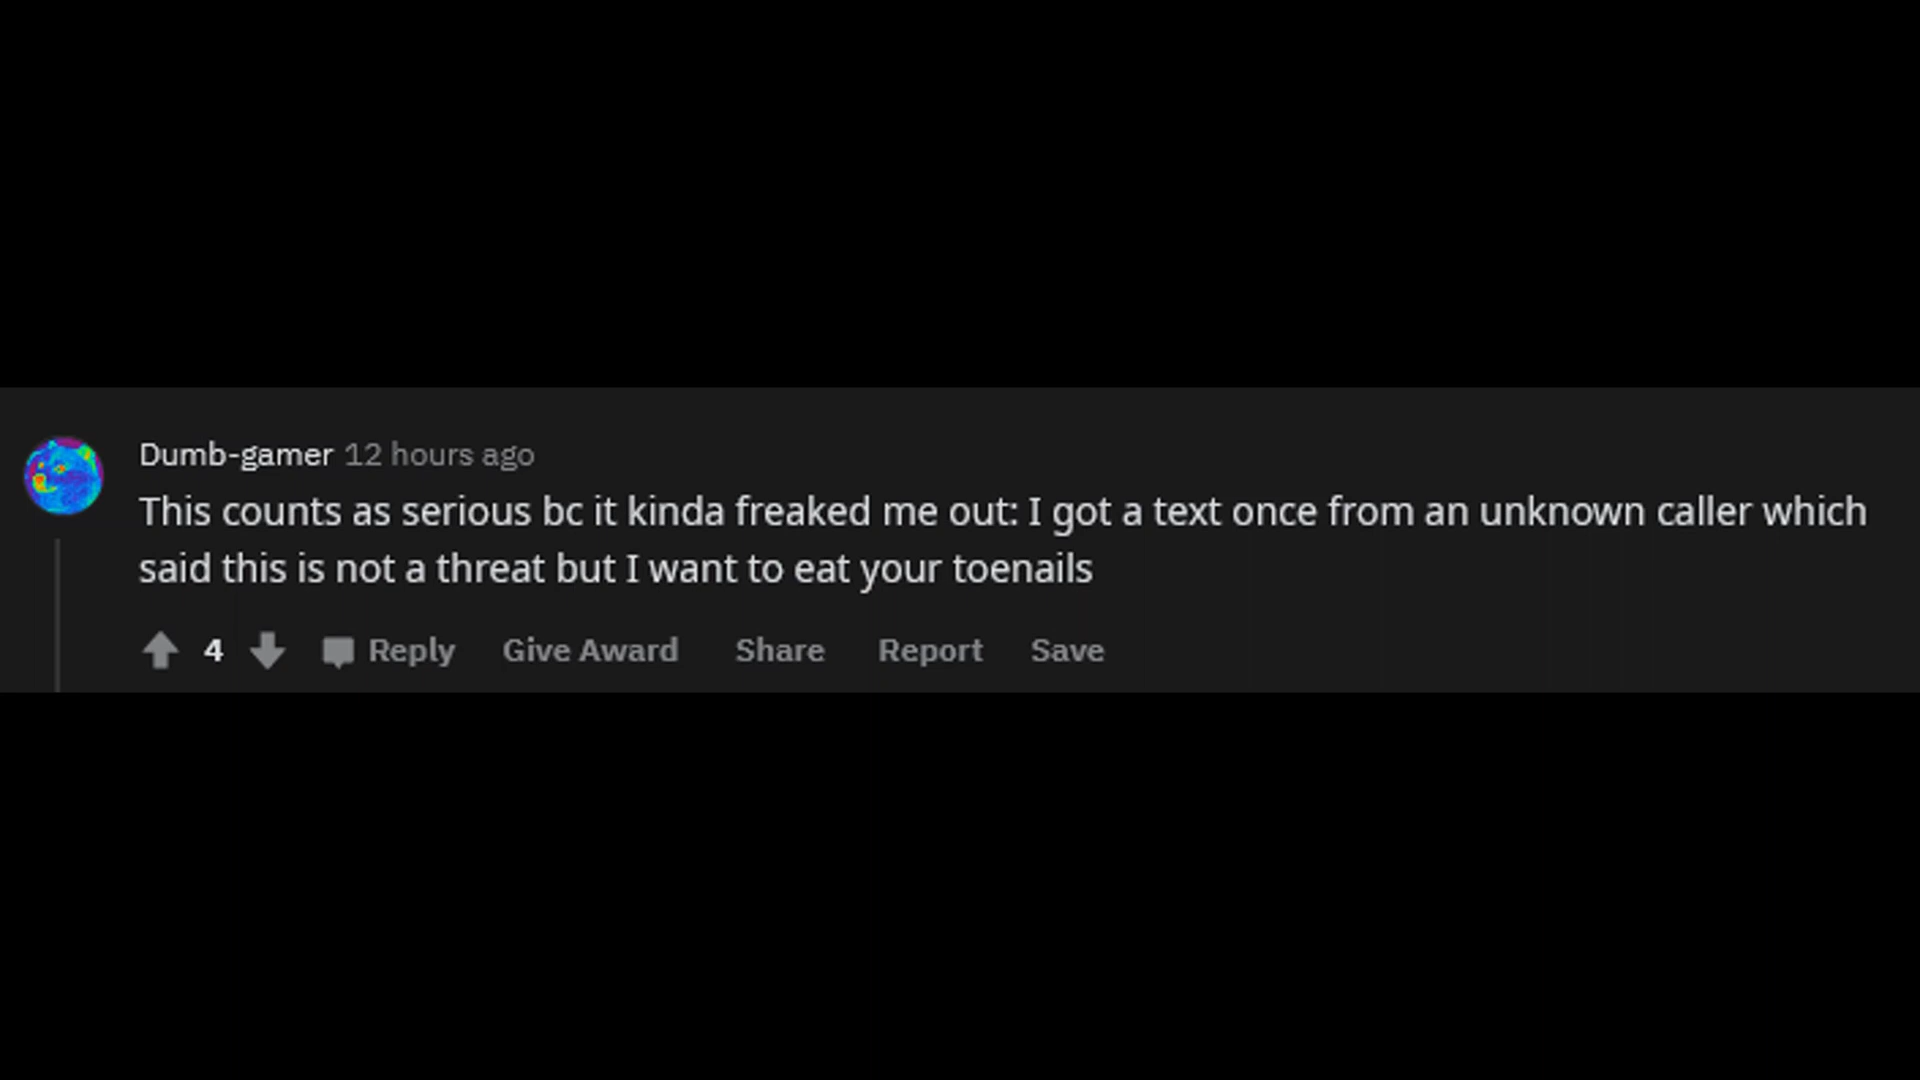 Dumb-gamer 12 hours ago
This counts as serious bc it kinda freaked me out: I got a text once from an unknown caller which
said this is not a threat but I want to eat your toenails
4 Reply Give Award Share Report Save